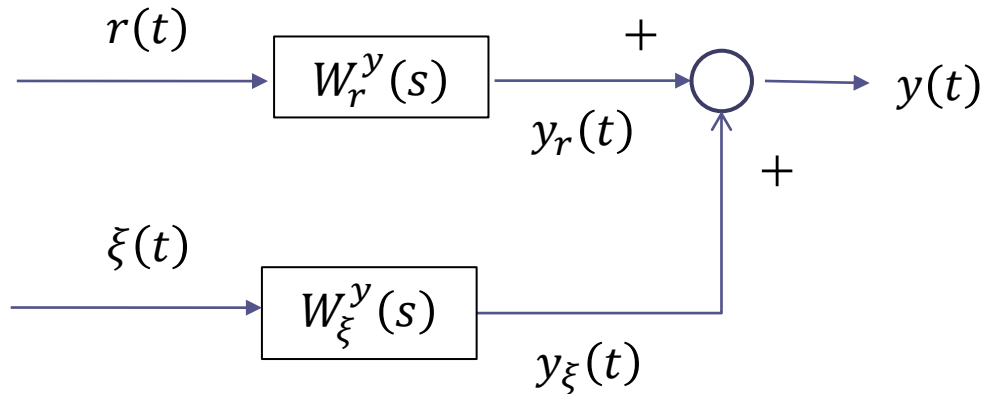 r(t)
W_r^y(s)
+
y_r(t)
y(t)
+
ξ(t)
W_ξ^y(s)
y_ξ(t)